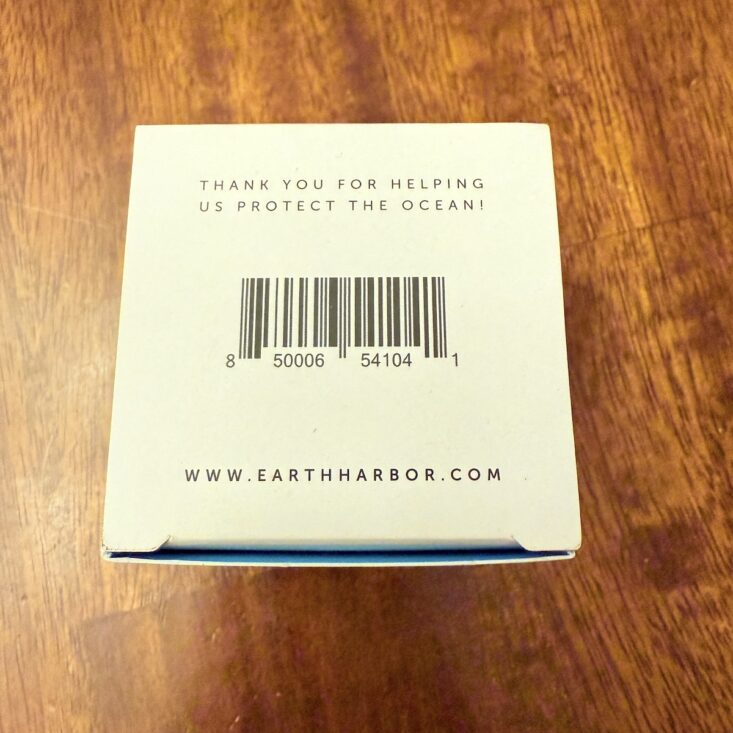 THANK YOU FOR HELPING
US PROTECT THE OCEAN!
8 50006 54104 1
WWW.EARTHHARBOR.COM